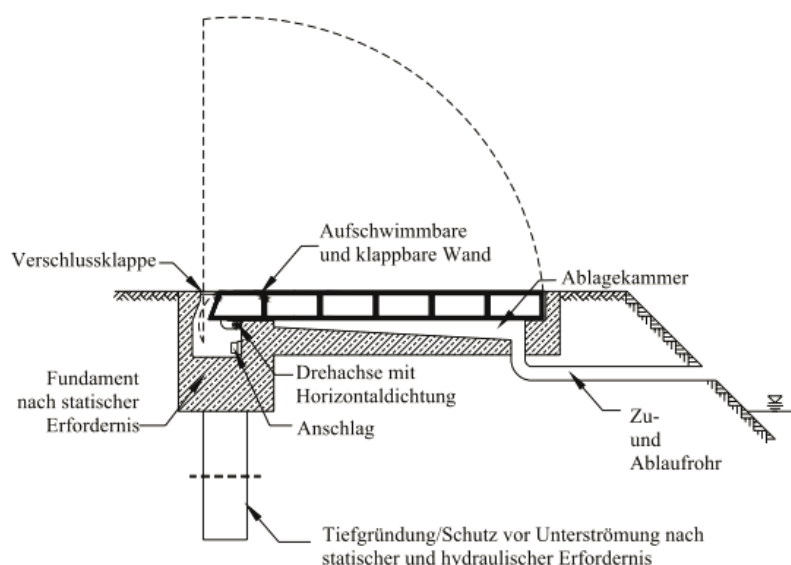 Aufschwimmbare
und klappbare Wand
Verschlussklappe
Ablagekammer
Fundament
nach statischer
Erfordernis
Drehachse mit
Horizontaldichtung
Anschlag
Zu-
und
Ablaufrohr
Tiefgründung/Schutz vor Unterströmung nach
statischer und hydraulischer Erfordernis